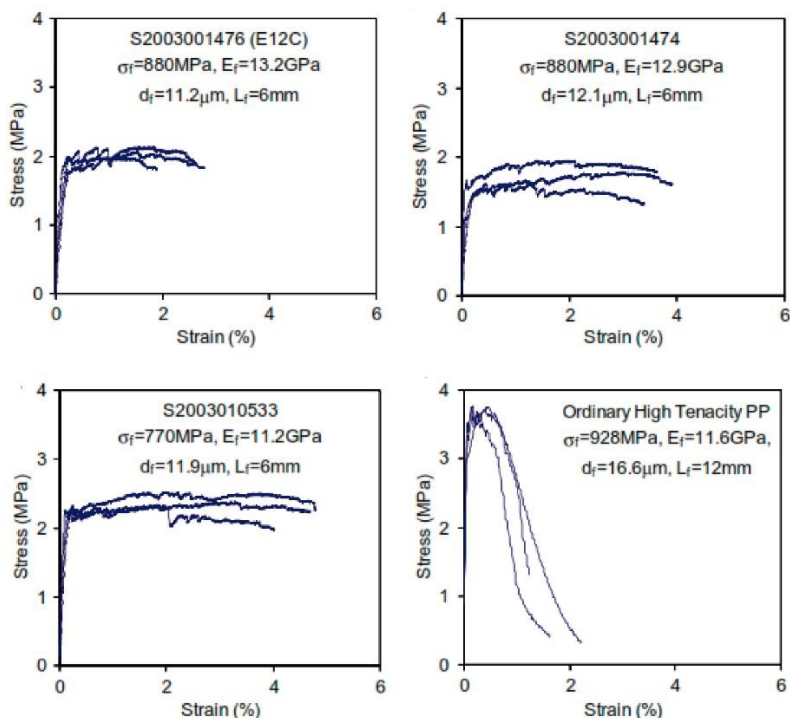 4
S2003001476 (E12C)
σf=880MPa, Ef=13.2GPa
df=11.2μm, Lf=6mm
3
2
1
0
Stress (MPa)
0 2 4 6
Strain (%)
4
S2003001474
σf=880MPa, Ef=12.9GPa
df=12.1μm, Lf=6mm
3
2
1
0
Stress (MPa)
0 2 4 6
Strain (%)
4
S2003010533
σf=770MPa, Ef=11.2GPa
df=11.9μm, Lf=6mm
3
2
1
0
Stress (MPa)
0 2 4 6
Strain (%)
4
Ordinary High Tenacity PP
σf=928MPa, Ef=11.6GPa,
df=16.6μm, Lf=12mm
3
2
1
0
Stress (MPa)
0 2 4 6
Strain (%)